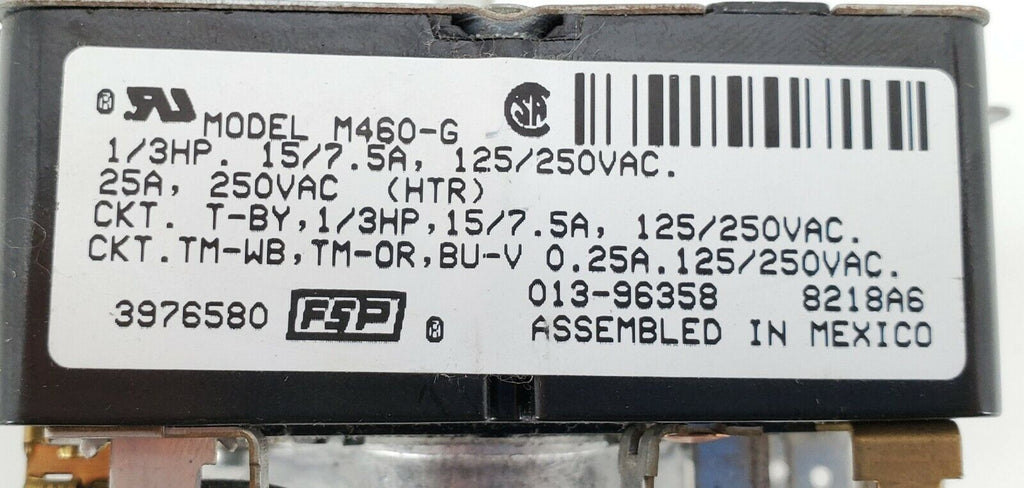 MODEL M460-G
1/3HP. 15/7.5A, 125/250VAC.
25A, 250VAC (HTR)
CKT. T-BY,1/3HP,15/7.5A, 125/250VAC.
CKT.TM-WB,TM-OR,BU-V 0.25A.125/250VAC.
013-96358 8218A6
3976580 FSP ®
ASSEMBLED IN MEXICO